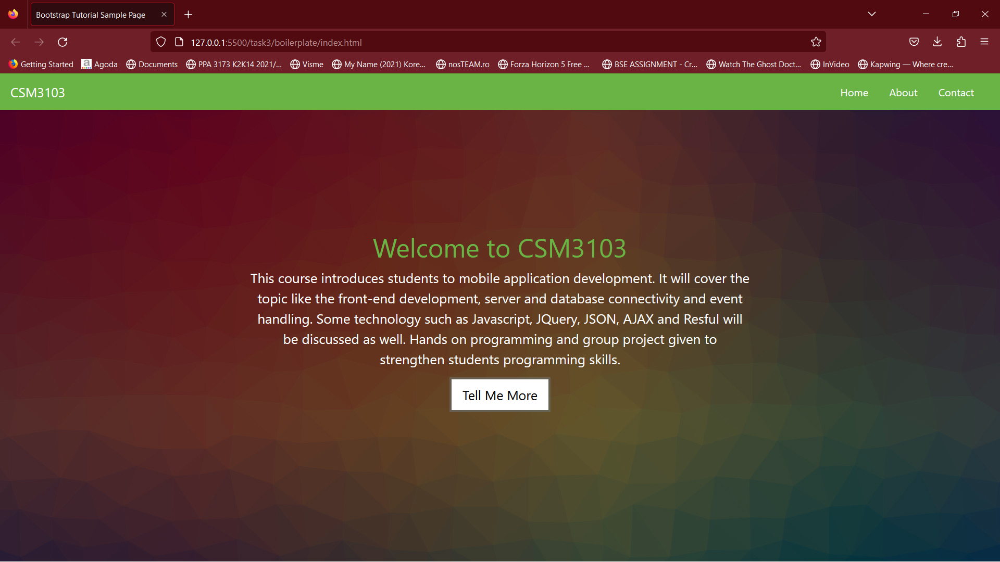 Bootstrap Tutorial Sample Page
127.0.0.1:5500/task3/boilerplate/index.html
Getting Started Agoda Documents PPA 3173 K2K14 2021/... Visme My Name (2021) Kore... nosTEAM.ro Forza Horizon 5 Free ... BSE ASSIGNMENT - Cr... Watch The Ghost Doct... InVideo Kapwing — Where cre...
CSM3103 Home About Contact
Welcome to CSM3103
This course introduces students to mobile application development. It will cover the
topic like the front-end development, server and database connectivity and event
handling. Some technology such as Javascript, JQuery, JSON, AJAX and Resful will
be discussed as well. Hands on programming and group project given to
strengthen students programming skills.
Tell Me More